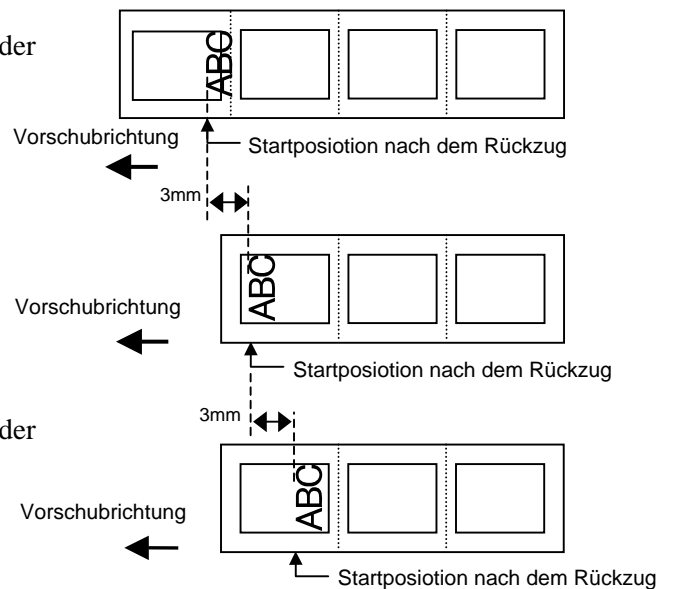 der
ABC
Vorschubrichtung
Startposiotion nach dem Rückzug
3mm
ABC
Vorschubrichtung
Startposiotion nach dem Rückzug
3mm
der
ABC
Vorschubrichtung
Startposiotion nach dem Rückzug